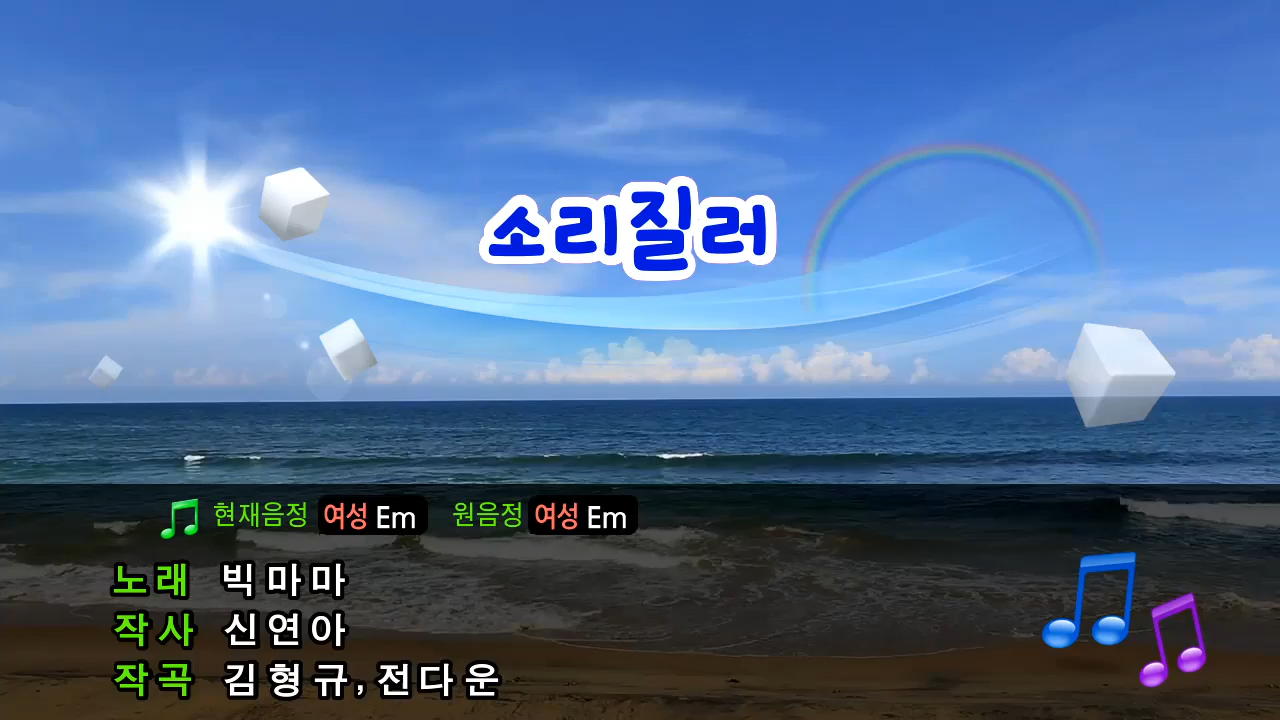 소리질러
현재음정 여성 Em 원음정 여성 Em
노래 빅마마
작사 신연아
작곡 김형규, 전다운